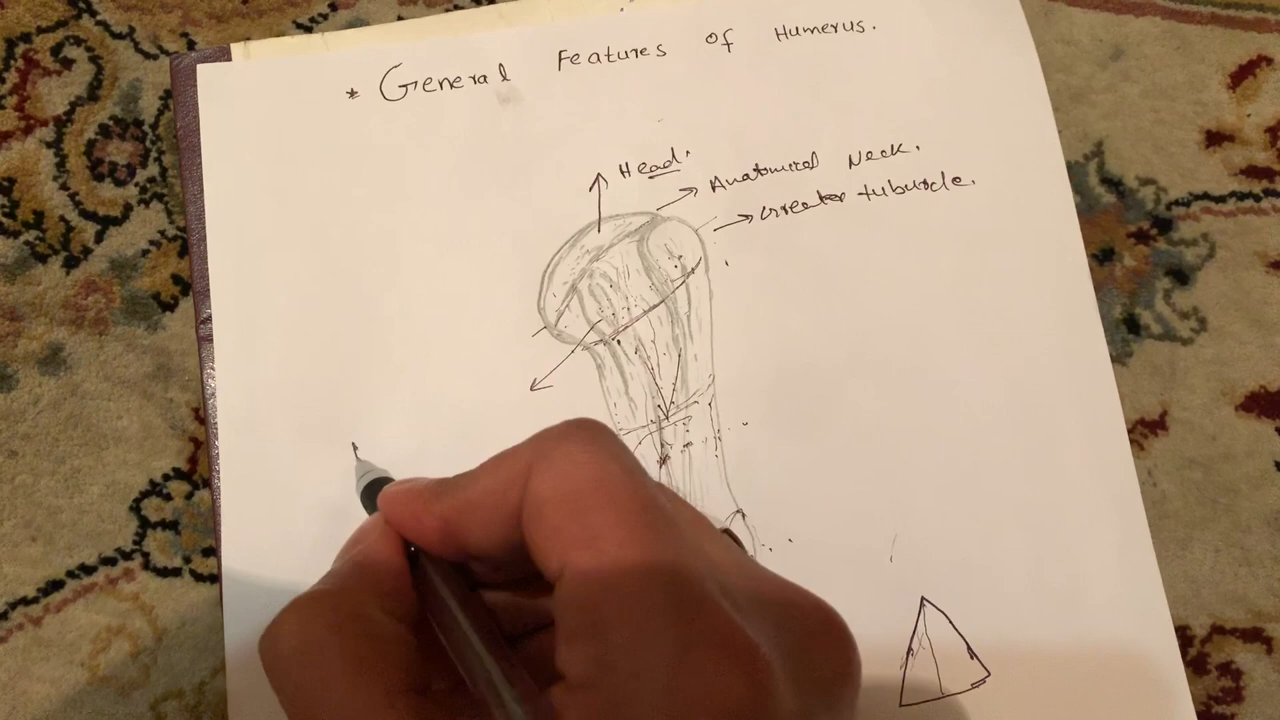 * General Features of Humerus.
Head.
Anatomical Neck.
Greater tubercle.